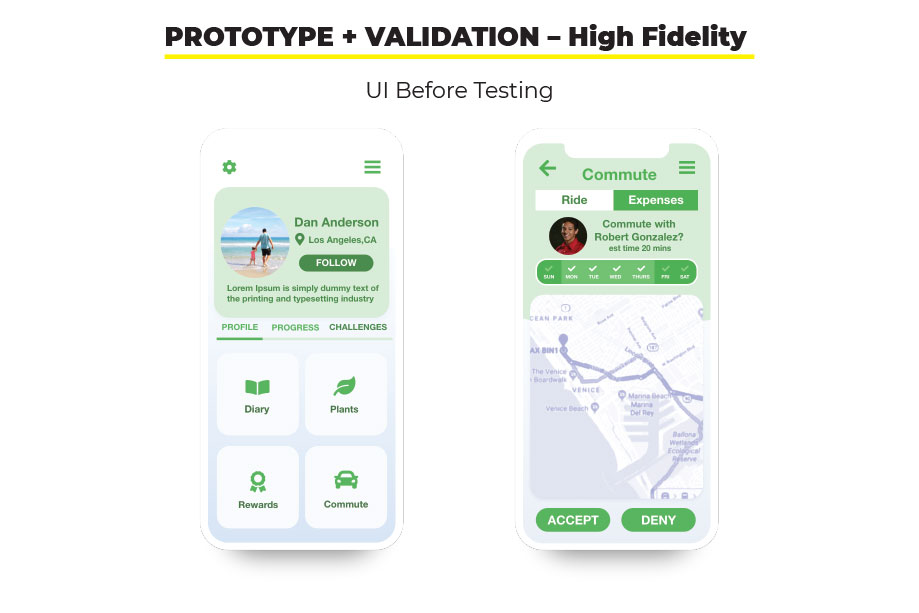 PROTOTYPE + VALIDATION – High Fidelity
UI Before Testing
Dan Anderson
Los Angeles,CA
FOLLOW
Lorem Ipsum is simply dummy text of
the printing and typesetting industry
PROFILE PROGRESS CHALLENGES
Diary Plants
Rewards Commute
Commute
Ride Expenses
Commute with
Robert Gonzalez?
est time 20 mins
SUN MON TUE WED THURS FRI SAT
CEAN PARK
AX BIN1
The Venice
Boardwalk
VENICE
Venice Beach
Marina Beach
Marina
Del Rey
Ballona
Wetlands
Ecological
Reserve
ACCEPT DENY